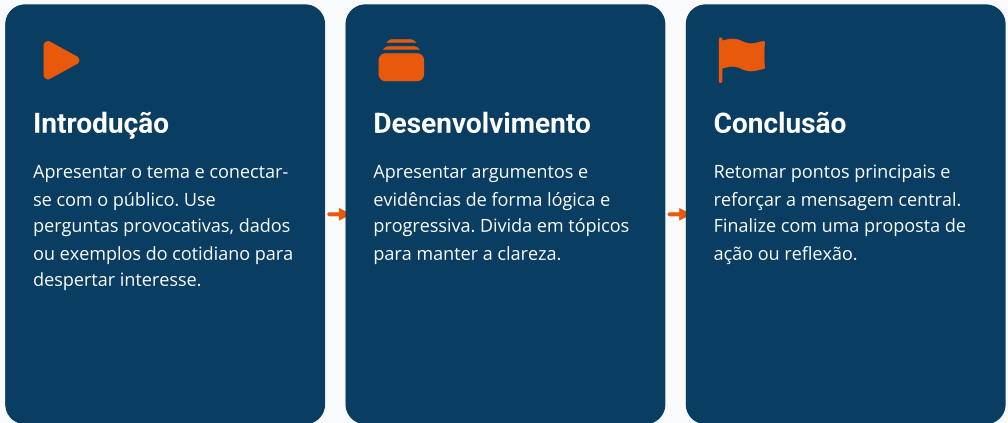 Introdução
Apresentar o tema e conectar-
se com o público. Use
perguntas provocativas, dados
ou exemplos do cotidiano para
despertar interesse.
Desenvolvimento
Apresentar argumentos e
evidências de forma lógica e
progressiva. Divida em tópicos
para manter a clareza.
Conclusão
Retomar pontos principais e
reforçar a mensagem central.
Finalize com uma proposta de
ação ou reflexão.